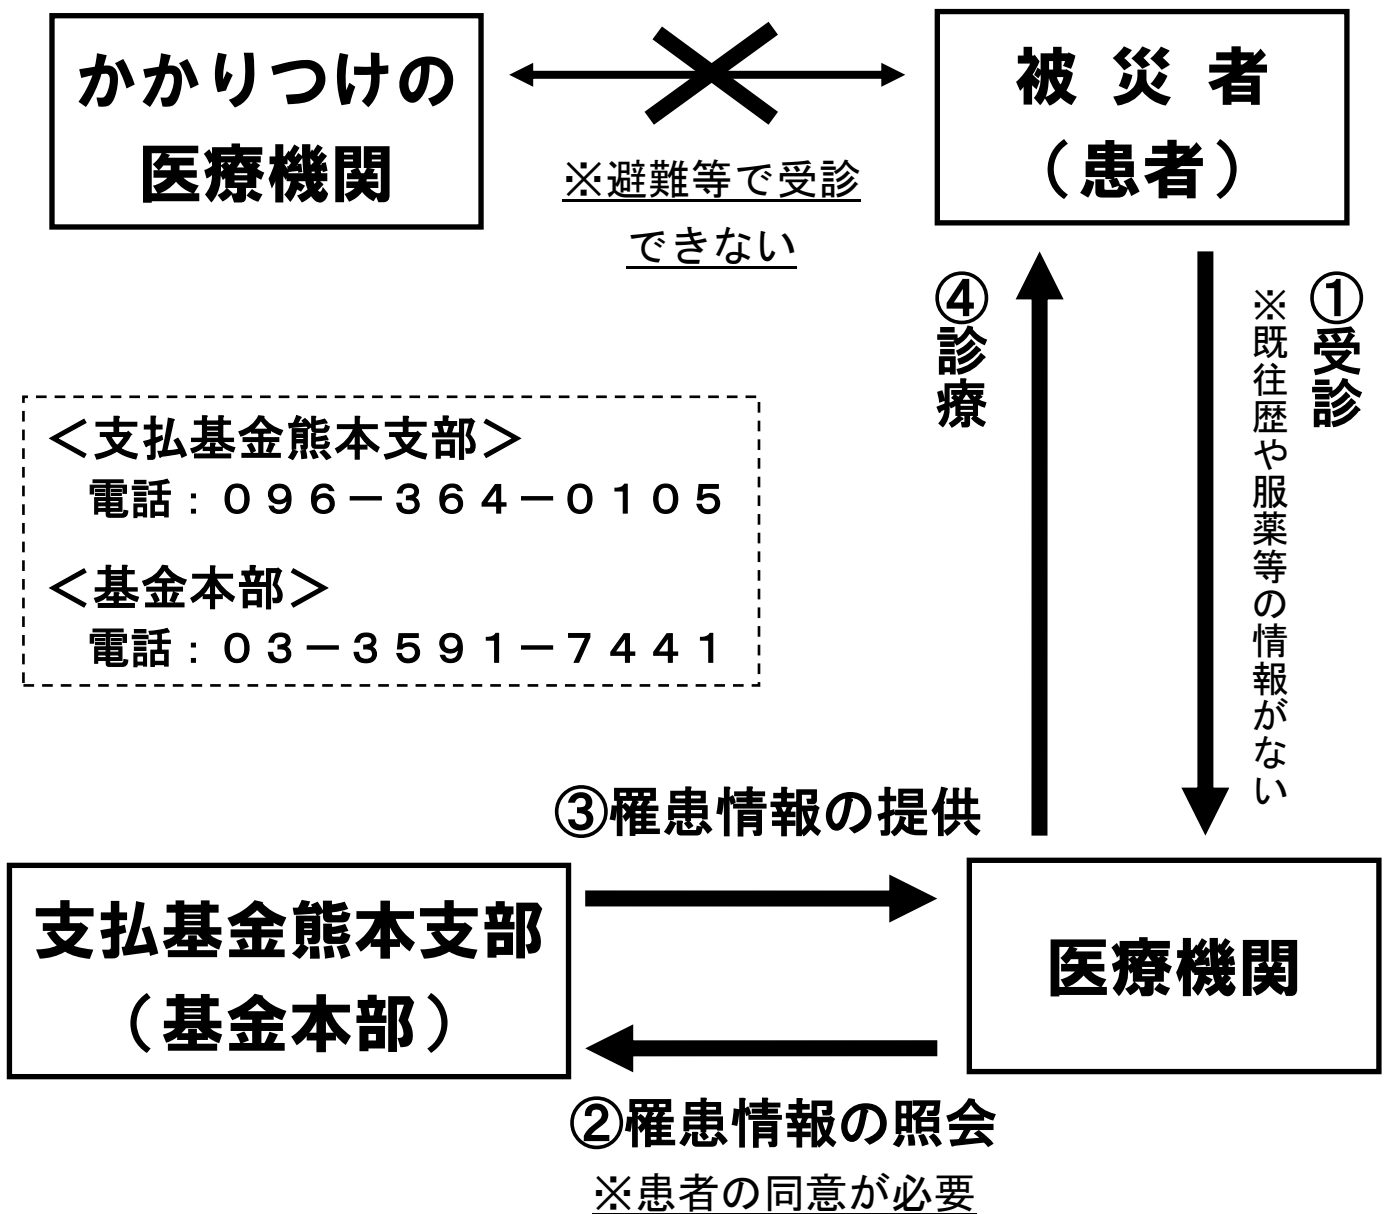 かかりつけの
医療機関
※避難等で受診
できない
被 災 者
（患者）
④診療
①受診
※既往歴や服薬等の情報がない
＜支払基金熊本支部＞
電話：０９６－３６４－０１０５
＜基金本部＞
電話：０３－３５９１－７４４１
③罹患情報の提供
支払基金熊本支部
（基金本部）
医療機関
②罹患情報の照会
※患者の同意が必要